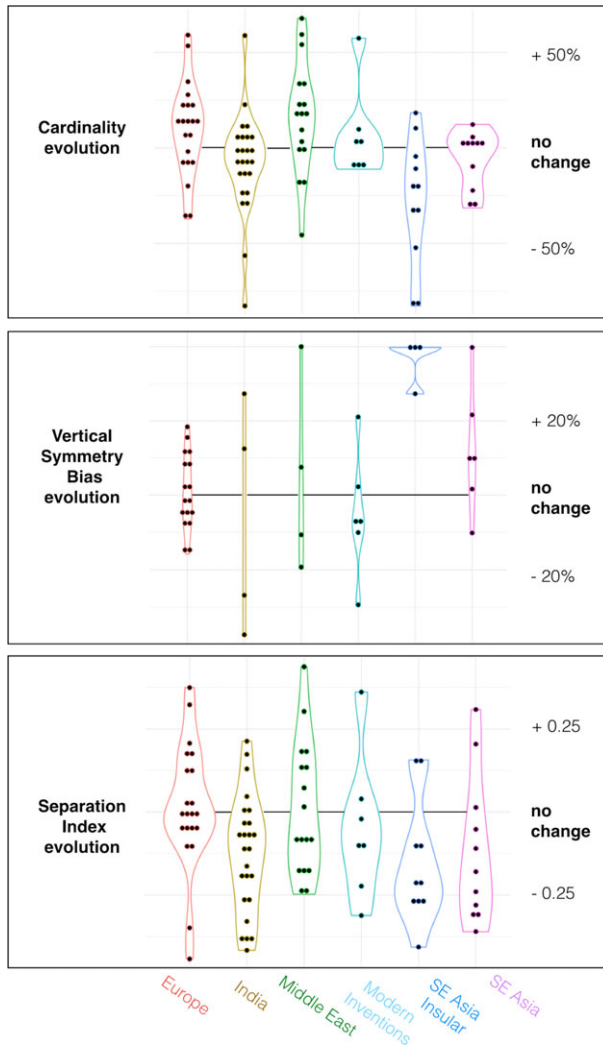 + 50%
Cardinality
evolution
no
change
- 50%
Vertical
Symmetry
Bias
evolution
+ 20%
no
change
- 20%
Separation
Index
evolution
+ 0.25
no
change
- 0.25
Europe
India
Middle East
Modern
Inventions
SE Asia
Insular
SE Asia